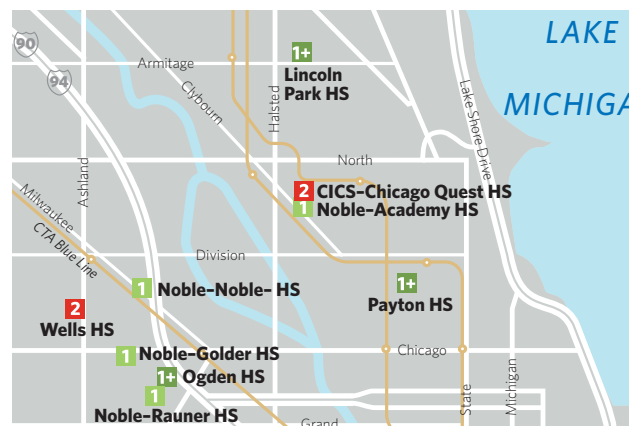 LAKE
MICHIGA
90
94
Armitage
1+
Lincoln
Park HS
Clybourn
Halsted
Lake Shore Drive
North
Ashland
2 CICS–Chicago Quest HS
1 Noble–Academy HS
Milwaukee
CTA Blue Line
Division
1 Noble–Noble– HS
1+
Payton HS
2
Wells HS
1 Noble–Golder HS
Chicago
1+ Ogden HS
1
Noble–Rauner HS
Grand
State
Michigan